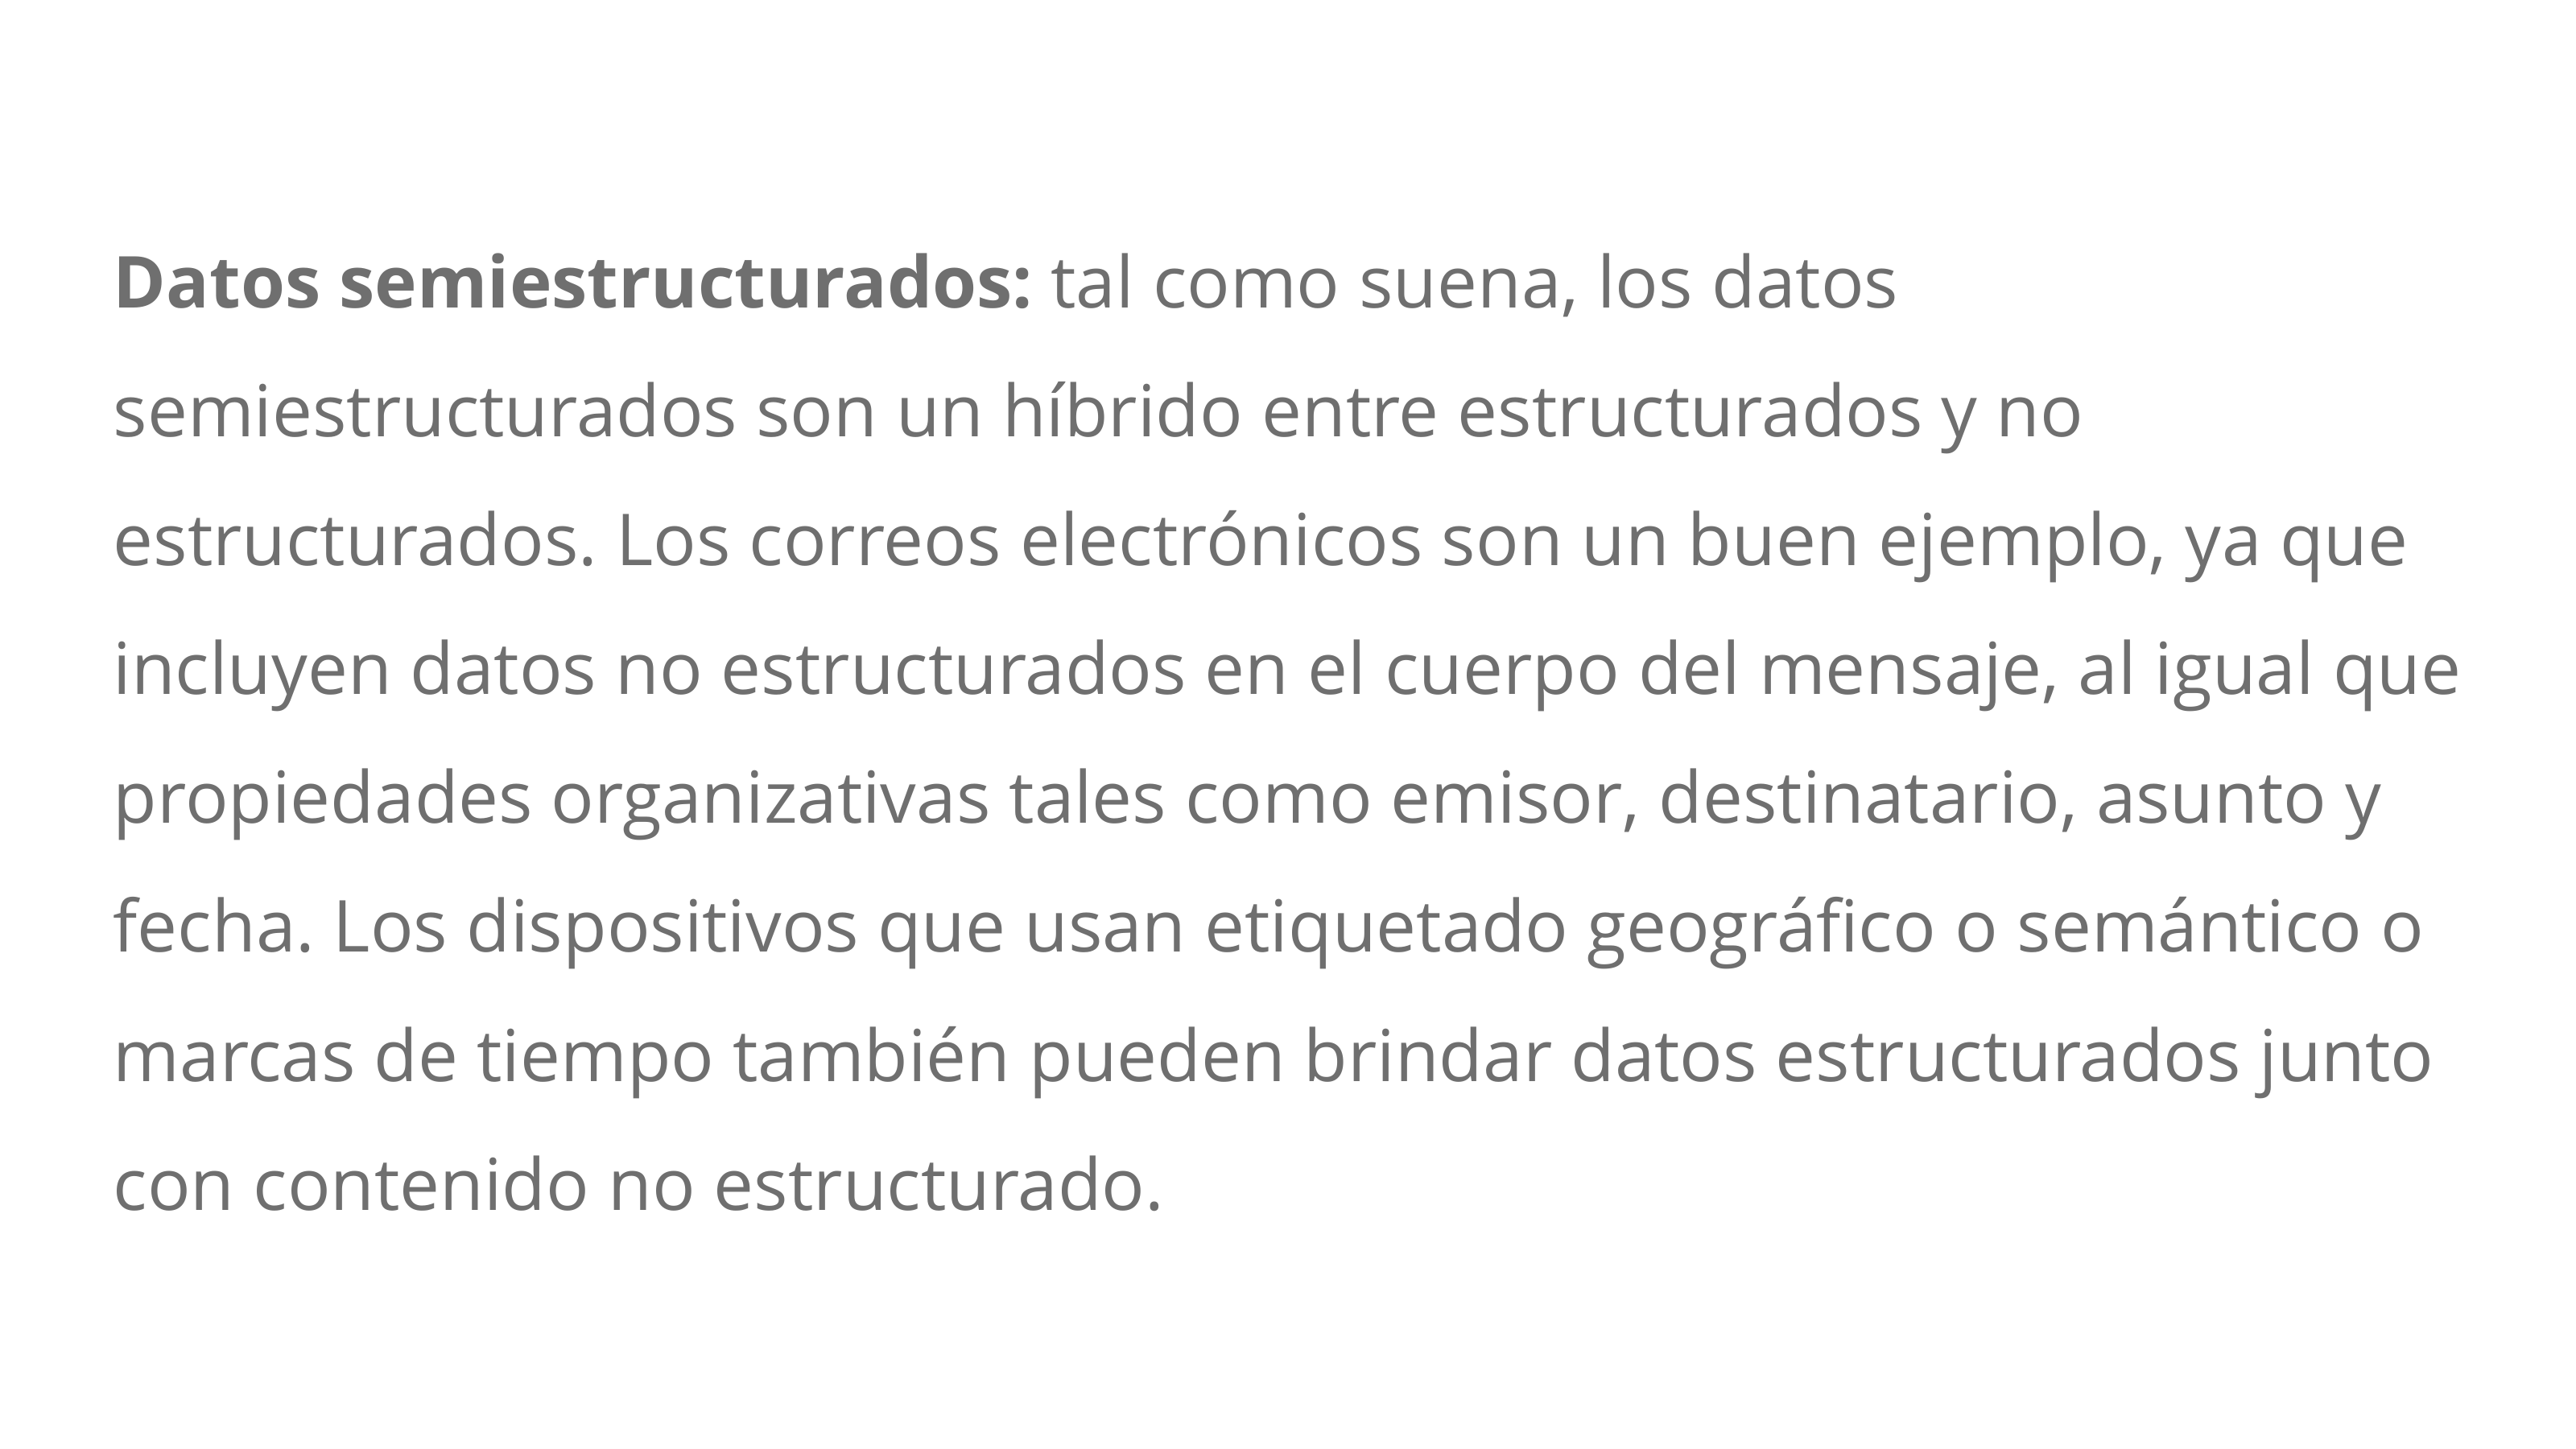 Datos semiestructurados: tal como suena, los datos
semiestructurados son un híbrido entre estructurados y no
estructurados. Los correos electrónicos son un buen ejemplo, ya que
incluyen datos no estructurados en el cuerpo del mensaje, al igual que
propiedades organizativas tales como emisor, destinatario, asunto y
fecha. Los dispositivos que usan etiquetado geográfico o semántico o
marcas de tiempo también pueden brindar datos estructurados junto
con contenido no estructurado.